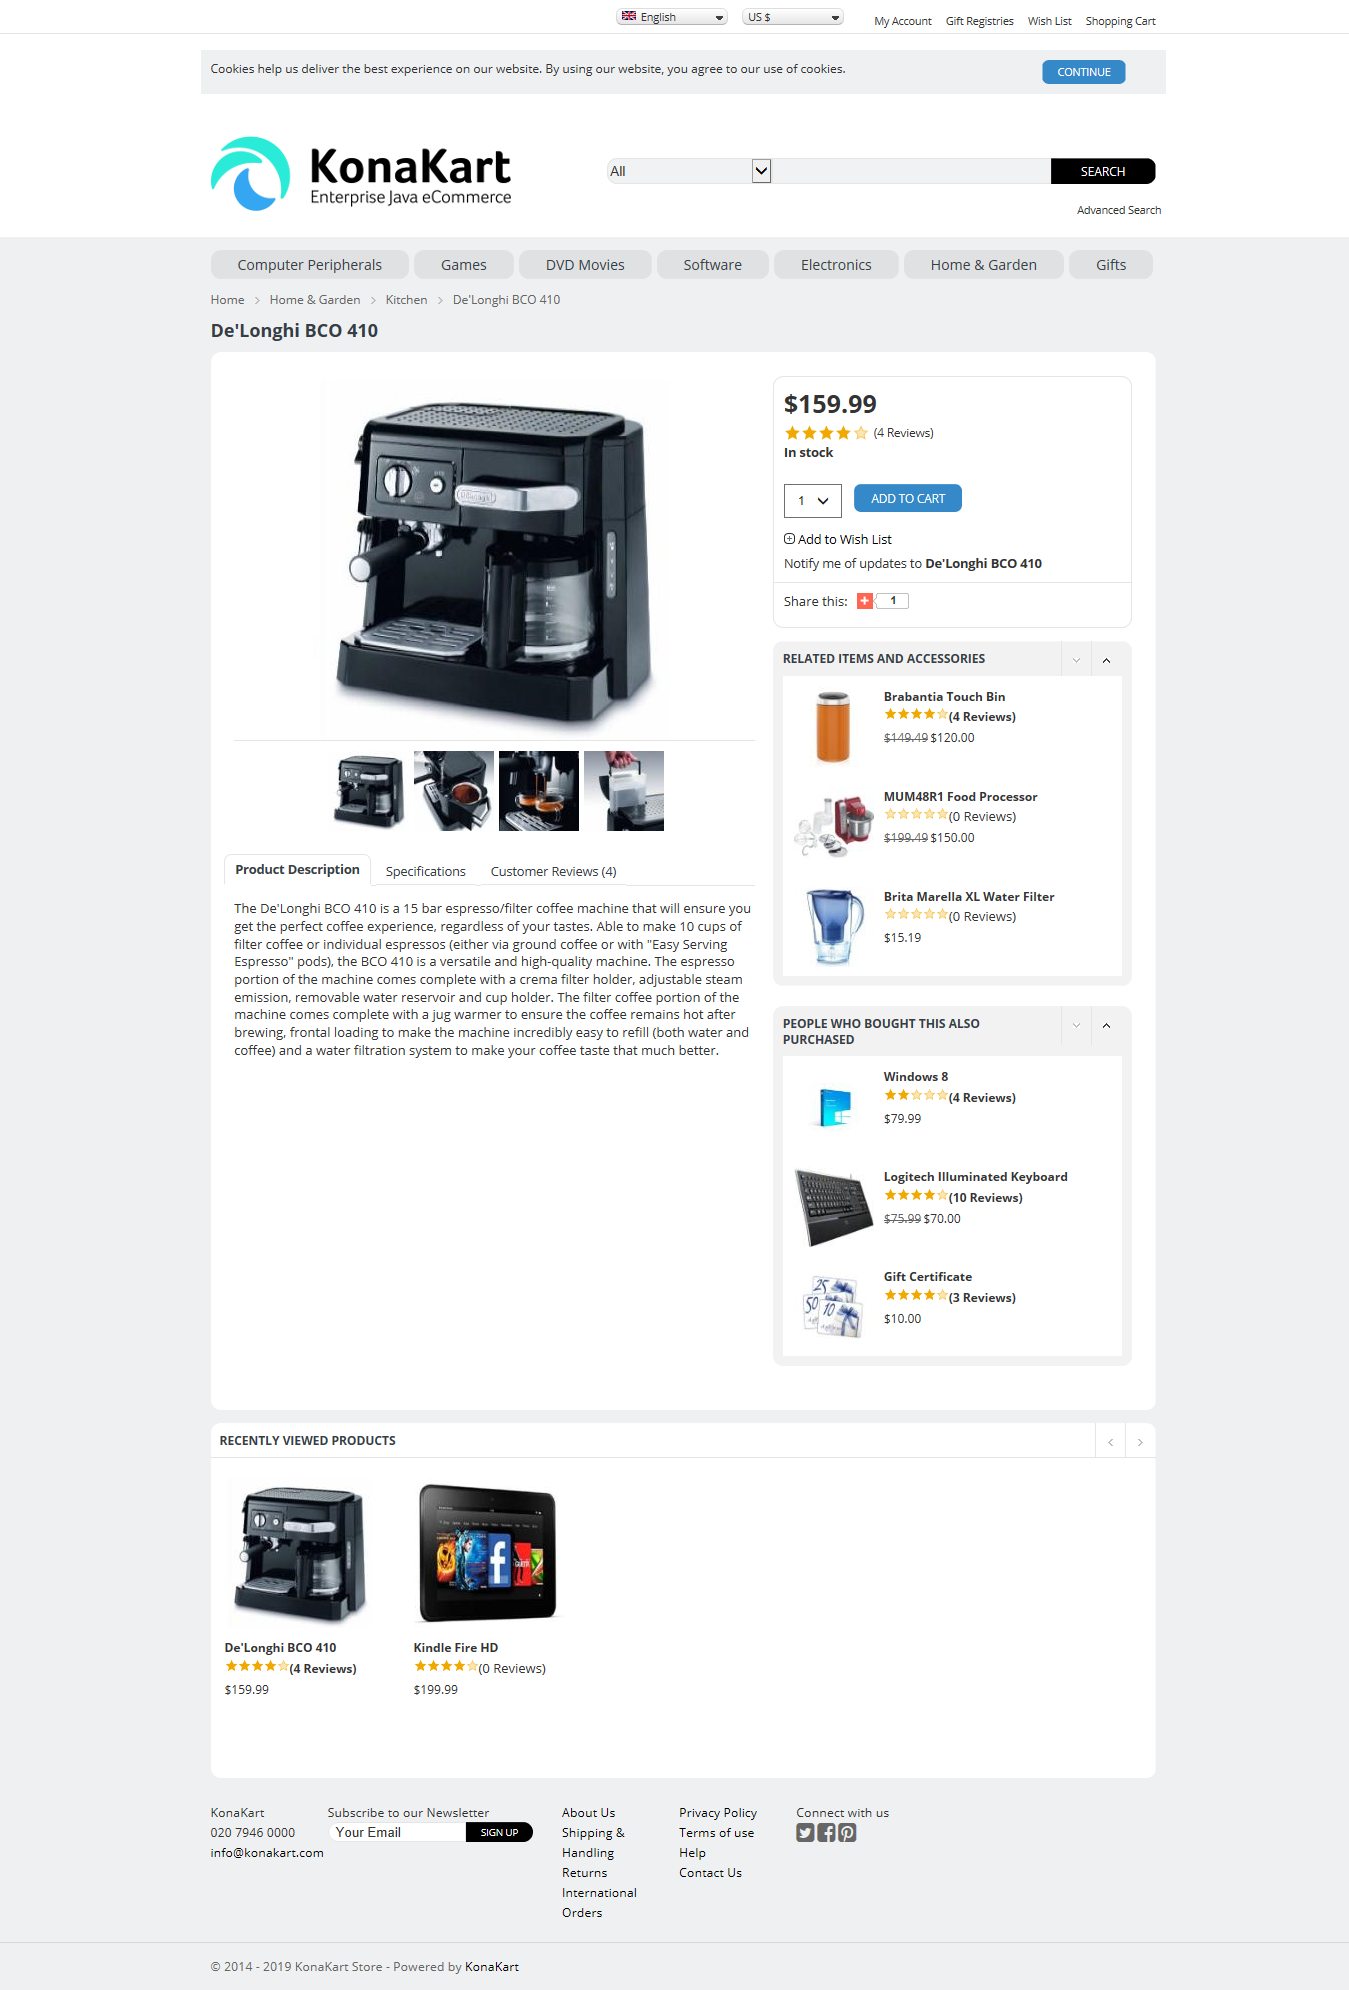 English
US $
My Account
Gift Registries
Wish List
Shopping Cart
Cookies help us deliver the best experience on our website. By using our website, you agree to our use of cookies.
CONTINUE
KonaKart
Enterprise Java eCommerce
All
SEARCH
Advanced Search
Computer Peripherals
Games
DVD Movies
Software
Electronics
Home & Garden
Gifts
Home > Home & Garden > Kitchen > De'Longhi BCO 410
De'Longhi BCO 410
$159.99
(4 Reviews)
In stock
1
ADD TO CART
Add to Wish List
Notify me of updates to De'Longhi BCO 410
Share this:
1
Product Description
Specifications
Customer Reviews (4)
The De'Longhi BCO 410 is a 15 bar espresso/filter coffee machine that will ensure you
get the perfect coffee experience, regardless of your tastes. Able to make 10 cups of
filter coffee or individual espressos (either via ground coffee or with "Easy Serving
Espresso" pods), the BCO 410 is a versatile and high-quality machine. The espresso
portion of the machine comes complete with a crema filter holder, adjustable steam
emission, removable water reservoir and cup holder. The filter coffee portion of the
machine comes complete with a jug warmer to ensure the coffee remains hot after
brewing, frontal loading to make the machine incredibly easy to refill (both water and
coffee) and a water filtration system to make your coffee taste that much better.
RELATED ITEMS AND ACCESSORIES
Brabantia Touch Bin
(4 Reviews)
$149.49 $120.00
MUM48R1 Food Processor
(0 Reviews)
$199.49 $150.00
Brita Marella XL Water Filter
(0 Reviews)
$15.19
PEOPLE WHO BOUGHT THIS ALSO
PURCHASED
Windows 8
(4 Reviews)
$79.99
Logitech Illuminated Keyboard
(10 Reviews)
$75.99 $70.00
25
50
10
Gift Certificate
(3 Reviews)
$10.00
RECENTLY VIEWED PRODUCTS
De'Longhi BCO 410
(4 Reviews)
$159.99
Kindle Fire HD
(0 Reviews)
$199.99
KonaKart
020 7946 0000
info@konakart.com
Subscribe to our Newsletter
Your Email
SIGN UP
About Us
Shipping &
Handling
Returns
International
Orders
Privacy Policy
Terms of use
Help
Contact Us
Connect with us
© 2014 - 2019 KonaKart Store - Powered by KonaKart